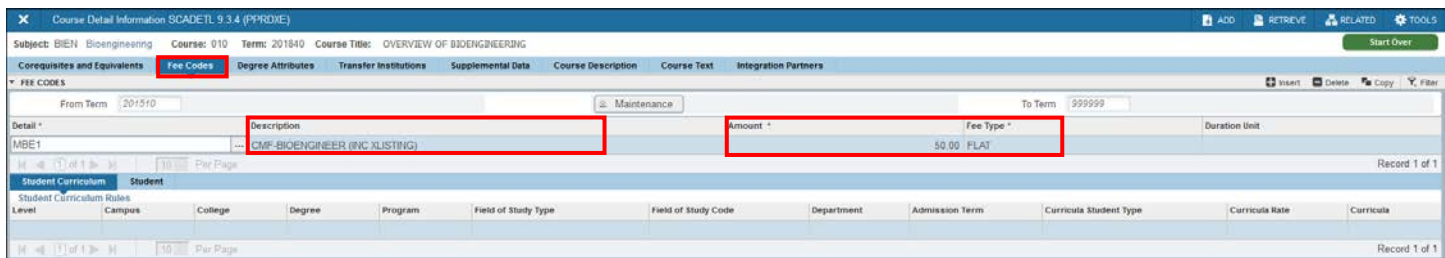 Course Detail Information SCADETL 9.3.4 (PPRDXE) ADD RETRIEVE RELATED TOOLS
Subject: BIEN Bioengineering Course: 010 Term: 201840 Course Title: OVERVIEW OF BIOENGINEERING Start Over
Corequisites and Equivalents Fee Codes Degree Attributes Transfer Institutions Supplemental Data Course Description Course Text Integration Partners
FEE CODES Insert Delete Copy Filter
From Term 201510 Maintenance To Term 999999
Detail * Description Amount * Fee Type * Duration Unit
MBE1 ... CMF-BIOENGINEER (INC XLISTING) 50.00 FLAT
1 of 1 10 Per Page Record 1 of 1
Student Curriculum Student
Student Curriculum Rules
Level Campus College Degree Program Field of Study Type Field of Study Code Department Admission Term Curricula Student Type Curricula Rate Curricula
1 of 1 10 Per Page Record 1 of 1